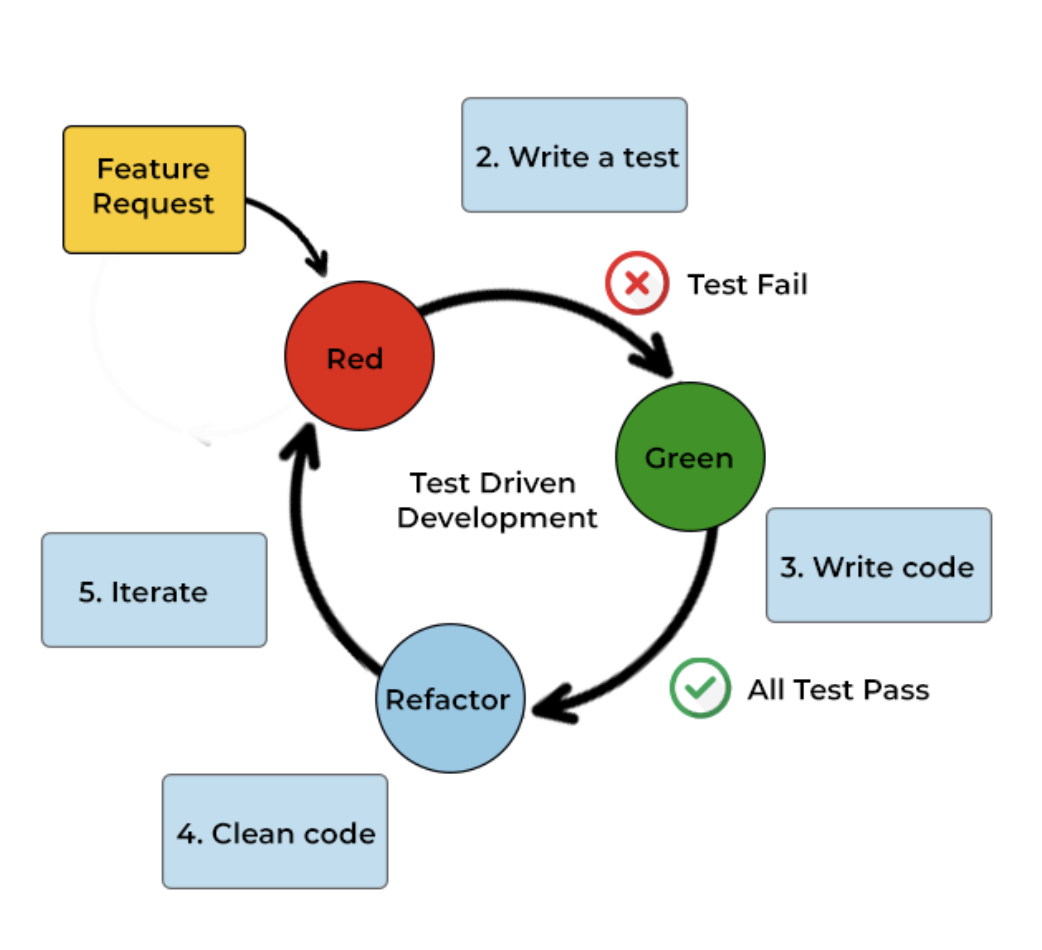 Feature
Request
2. Write a test
Test Fail
Red
Green
Test Driven
Development
3. Write code
5. Iterate
All Test Pass
Refactor
4. Clean code